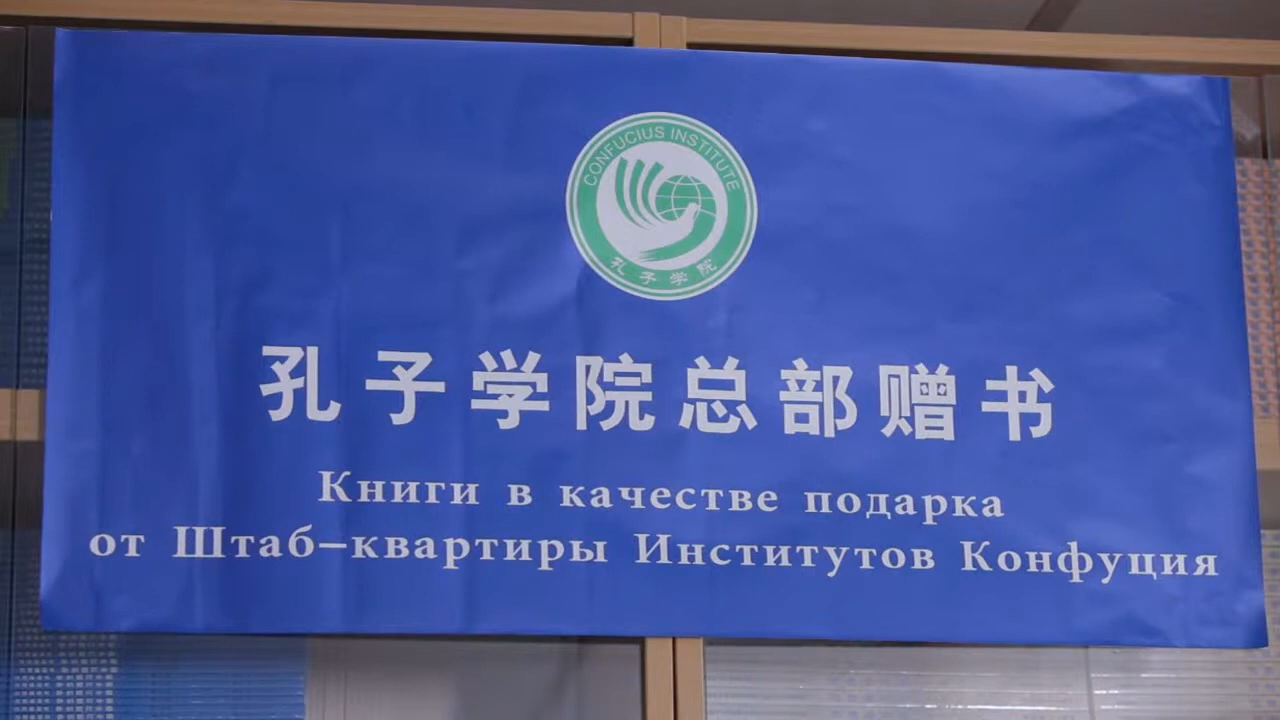 CONFUCIUS INSTITUTE
孔子学院
孔子学院总部赠书
Книги в качестве подарка
от Штаб–квартиры Институтов Конфуция